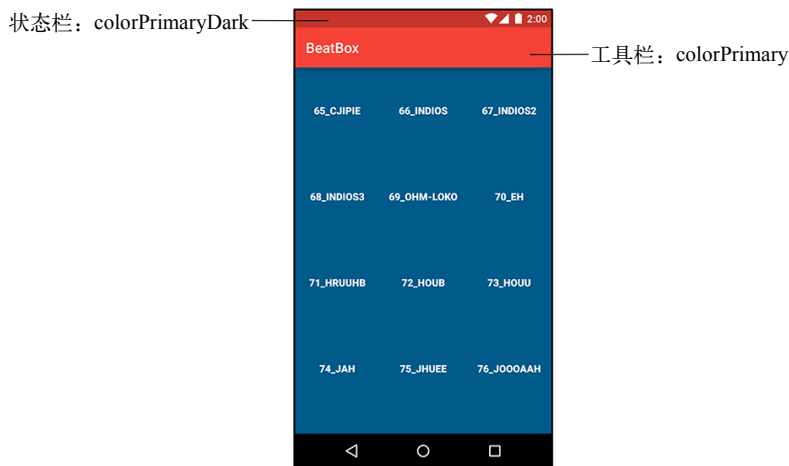 状态栏：colorPrimaryDark
2:00
BeatBox
工具栏：colorPrimary
65_CJIPIE 66_INDIOS 67_INDIOS2
68_INDIOS3 69_OHM-LOKO 70_EH
71_HRUUHB 72_HOUB 73_HOUU
74_JAH 75_JHUEE 76_JOOOAAH